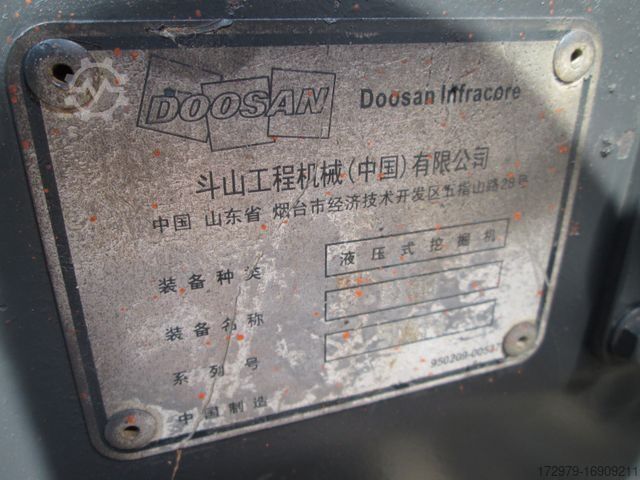 DOOSAN Doosan Infracore
斗山工程机械(中国)有限公司
中国 山东省 烟台市经济技术开发区五指山路28号
装备种类 液压式挖掘机
装备名称
系列号
中国制造
172979-16909211